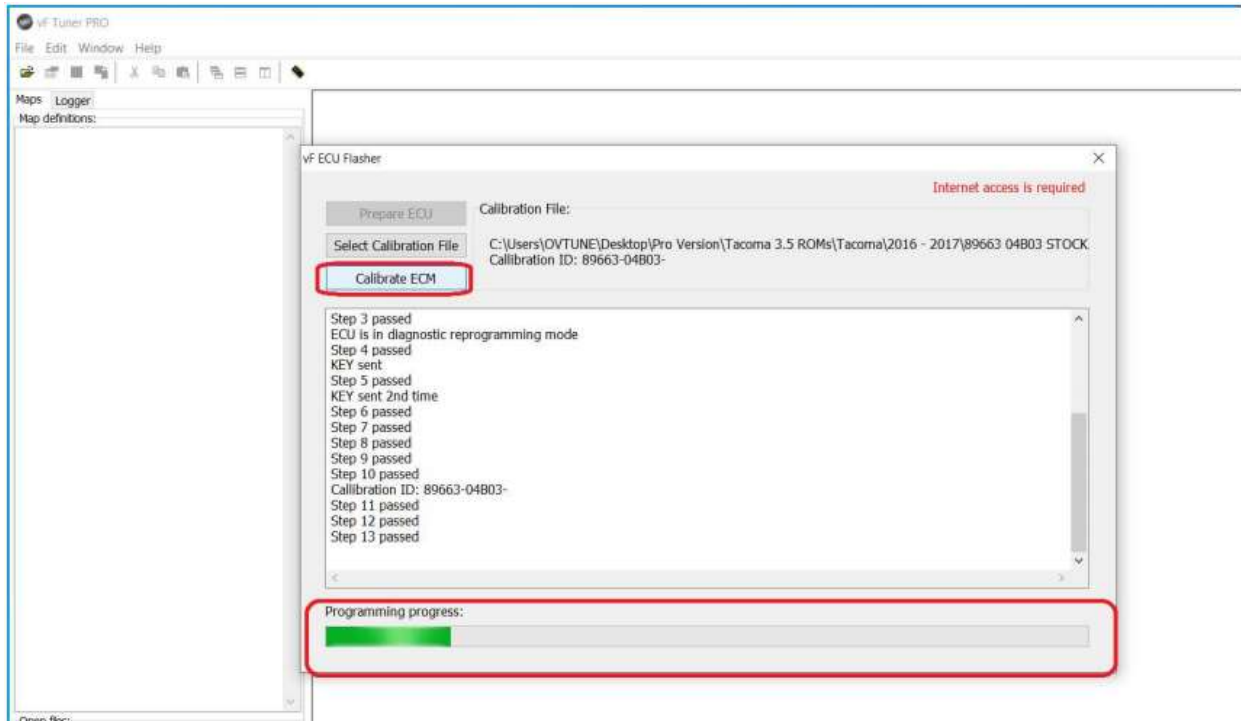 vF Tuner PRO
File Edit Window Help
Maps Logger
Map definitions:
vF ECU Flasher
Internet access is required
Prepare ECU
Calibration File:
Select Calibration File
C:\Users\OVTUNE\Desktop\Pro Version\Tacoma 3.5 ROMs\Tacoma\2016 - 2017\89663 04B03 STOCK
Callibration ID: 89663-04B03-
Calibrate ECM
Step 3 passed
ECU is in diagnostic reprogramming mode
Step 4 passed
KEY sent
Step 5 passed
KEY sent 2nd time
Step 6 passed
Step 7 passed
Step 8 passed
Step 9 passed
Step 10 passed
Callibration ID: 89663-04B03-
Step 11 passed
Step 12 passed
Step 13 passed
Programming progress:
Open files: